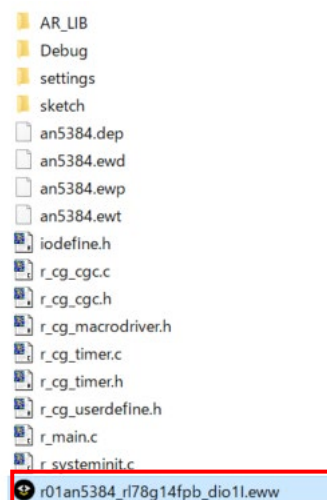 AR_LIB
Debug
settings
sketch
an5384.dep
an5384.ewd
an5384.ewp
an5384.ewt
iodefine.h
r_cg_cgc.c
r_cg_cgc.h
r_cg_macrodriver.h
r_cg_timer.c
r_cg_timer.h
r_cg_userdefine.h
r_main.c
r_systeminit.c
r01an5384_rl78g14fpb_dio1l.eww